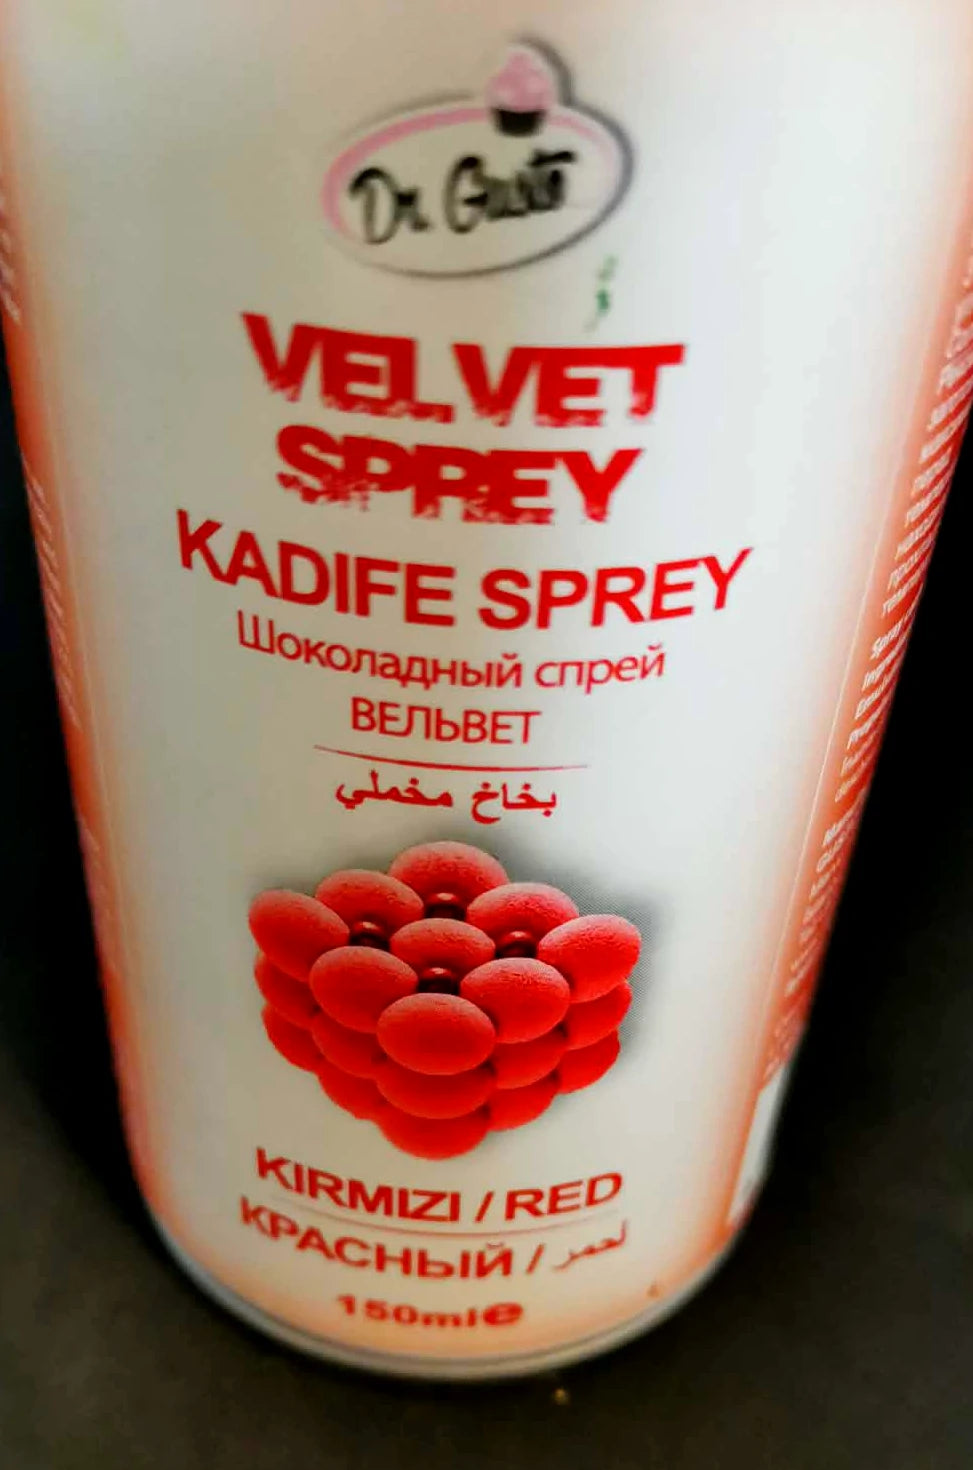 Dr. Gusto
VELVET
SPREY
KADIFE SPREY
Шоколадный спрей
ВЕЛЬВЕТ
بخاخ مخملي
KIRMIZI / RED
КРАСНЫЙ / احمر
150ml e